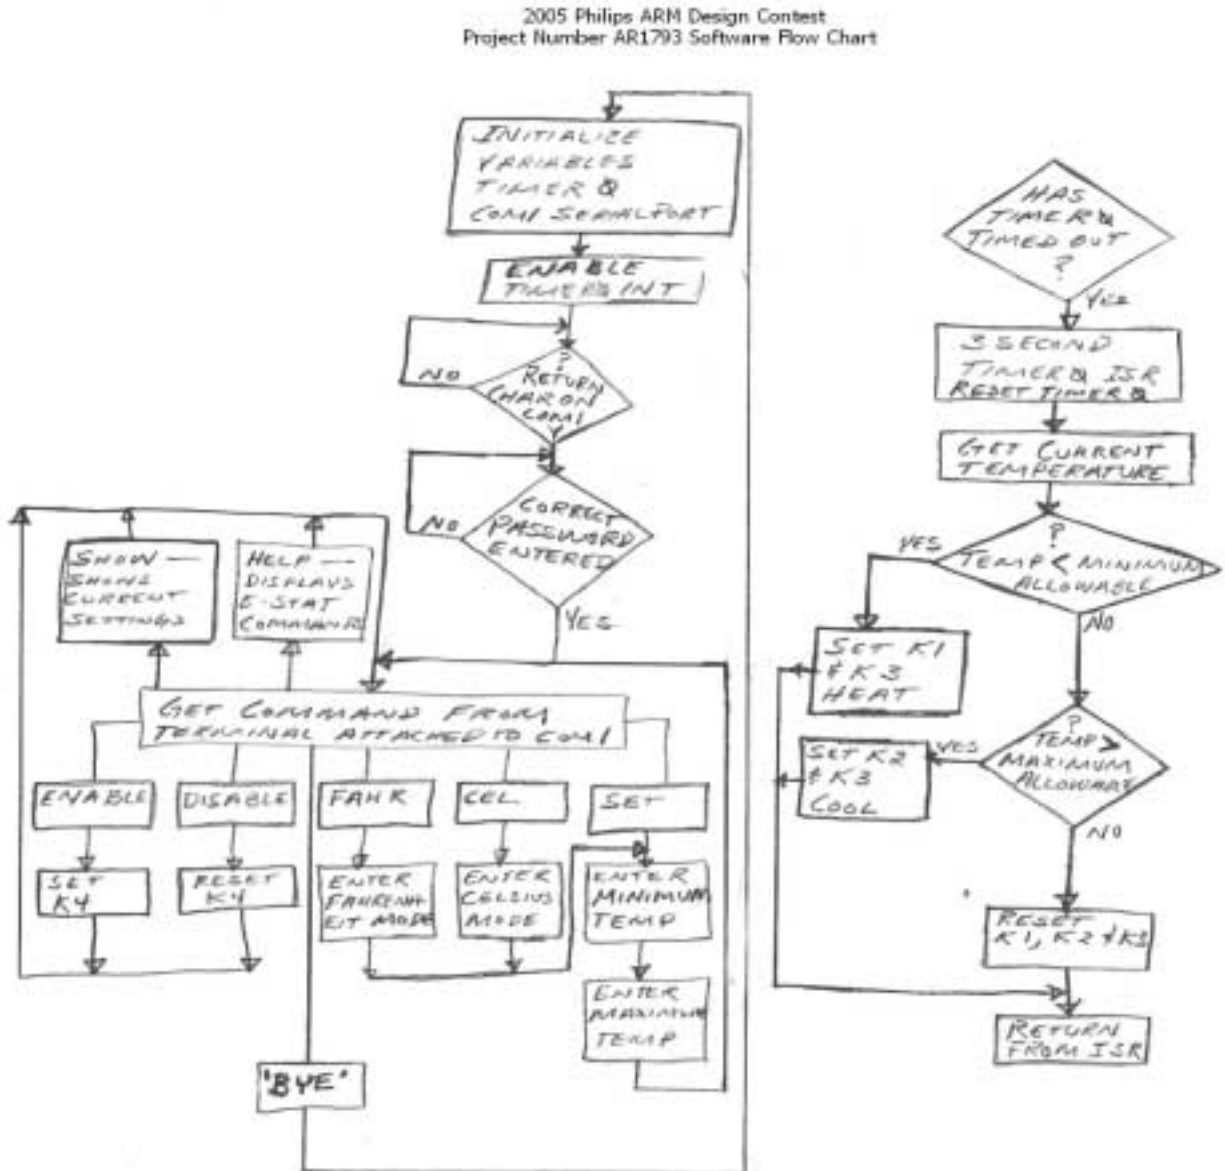 2005 Philips ARM Design Contest
Project Number AR1793 Software Flow Chart
INITIALIZE
VARIABLES
TIMER 0
COM1 SERIAL PORT
ENABLE
TIMER 0 INT
?
RETURN
CHAR ON
COM1
Y
NO
CORRECT
PASSWORD
ENTERED
NO
YES
SHOW —
SHOWS
CURRENT
SETTINGS
HELP —
DISPLAYS
E-STAT
COMMANDS
GET COMMAND FROM
TERMINAL ATTACHED TO COM1
ENABLE
DISABLE
FAHR
CEL
SET
SET
K4
RESET
K4
ENTER
FAHRENH
EIT MODE
ENTER
CELSIUS
MODE
ENTER
MINIMUM
TEMP
ENTER
MAXIMUM
TEMP
"BYE"
HAS
TIMER 0
TIMED OUT
?
YES
3 SECOND
TIMER 0 ISR
RESET TIMER 0
GET CURRENT
TEMPERATURE
?
TEMP < MINIMUM
ALLOWABLE
YES
NO
SET K1
& K3
HEAT
?
TEMP >
MAXIMUM
ALLOWABLE
YES
SET K2
& K3
COOL
NO
RESET
K1, K2 & K3
RETURN
FROM ISR